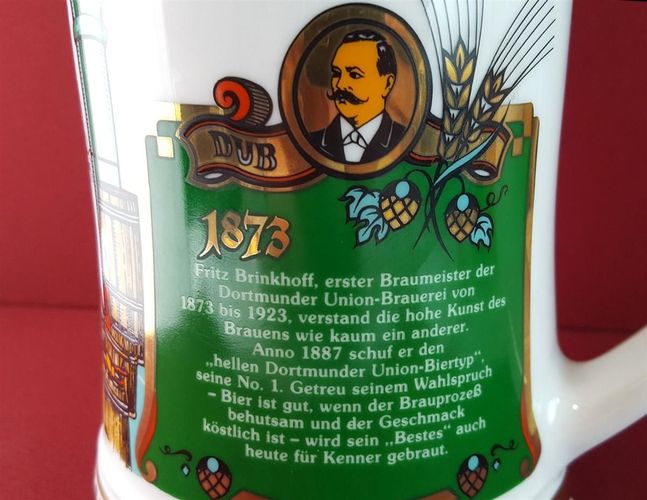 DUB
1873
Fritz Brinkhoff, erster Braumeister der
Dortmunder Union-Brauerei von
1873 bis 1923, verstand die hohe Kunst des
Brauens wie kaum ein anderer.
Anno 1887 schuf er den
„hellen Dortmunder Union-Biertyp”,
seine No. 1. Getreu seinem Wahlspruch
– Bier ist gut, wenn der Brauprozeß
behutsam und der Geschmack
köstlich ist – wird sein „Bestes” auch
heute für Kenner gebraut.